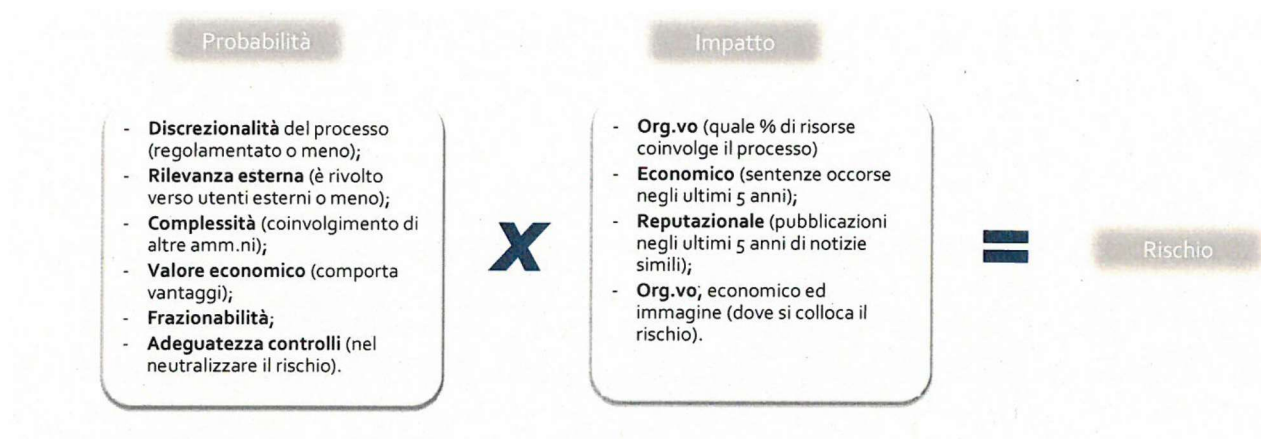 Probabilità
- Discrezionalità del processo
(regolamentato o meno);
- Rilevanza esterna (è rivolto
verso utenti esterni o meno);
- Complessità (coinvolgimento di
altre amm.ni);
- Valore economico (comporta
vantaggi);
- Frazionabilità;
- Adeguatezza controlli (nel
neutralizzare il rischio).
x
Impatto
- Org.vo (quale % di risorse
coinvolge il processo)
- Economico (sentenze occorse
negli ultimi 5 anni);
- Reputazionale (pubblicazioni
negli ultimi 5 anni di notizie
simili);
- Org.vo, economico ed
immagine (dove si colloca il
rischio).
=
Rischio